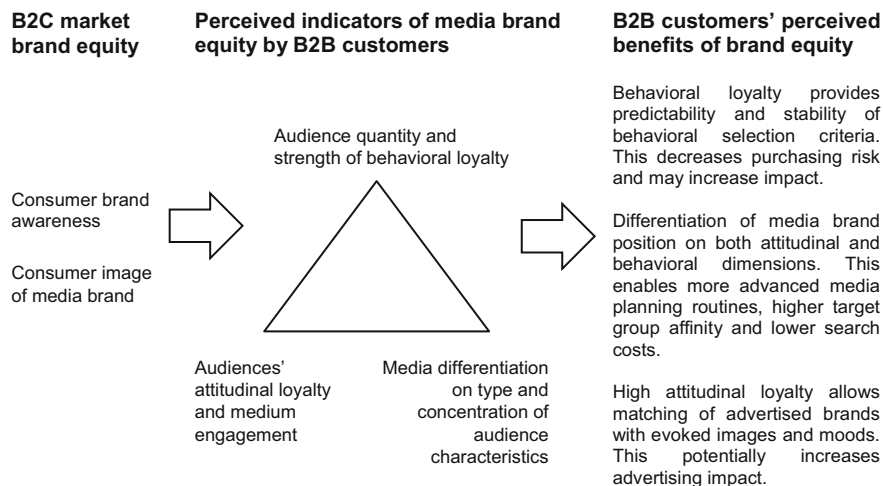 B2C market
brand equity
Perceived indicators of media brand
equity by B2B customers
B2B customers’ perceived
benefits of brand equity
Consumer brand
awareness
Consumer image
of media brand
Audience quantity and
strength of behavioral loyalty
Audiences’
attitudinal loyalty
and medium
engagement
Media differentiation
on type and
concentration of
audience
characteristics
Behavioral loyalty provides
predictability and stability of
behavioral selection criteria.
This decreases purchasing risk
and may increase impact.
Differentiation of media brand
position on both attitudinal and
behavioral dimensions. This
enables more advanced media
planning routines, higher target
group affinity and lower search
costs.
High attitudinal loyalty allows
matching of advertised brands
with evoked images and moods.
This potentially increases
advertising impact.